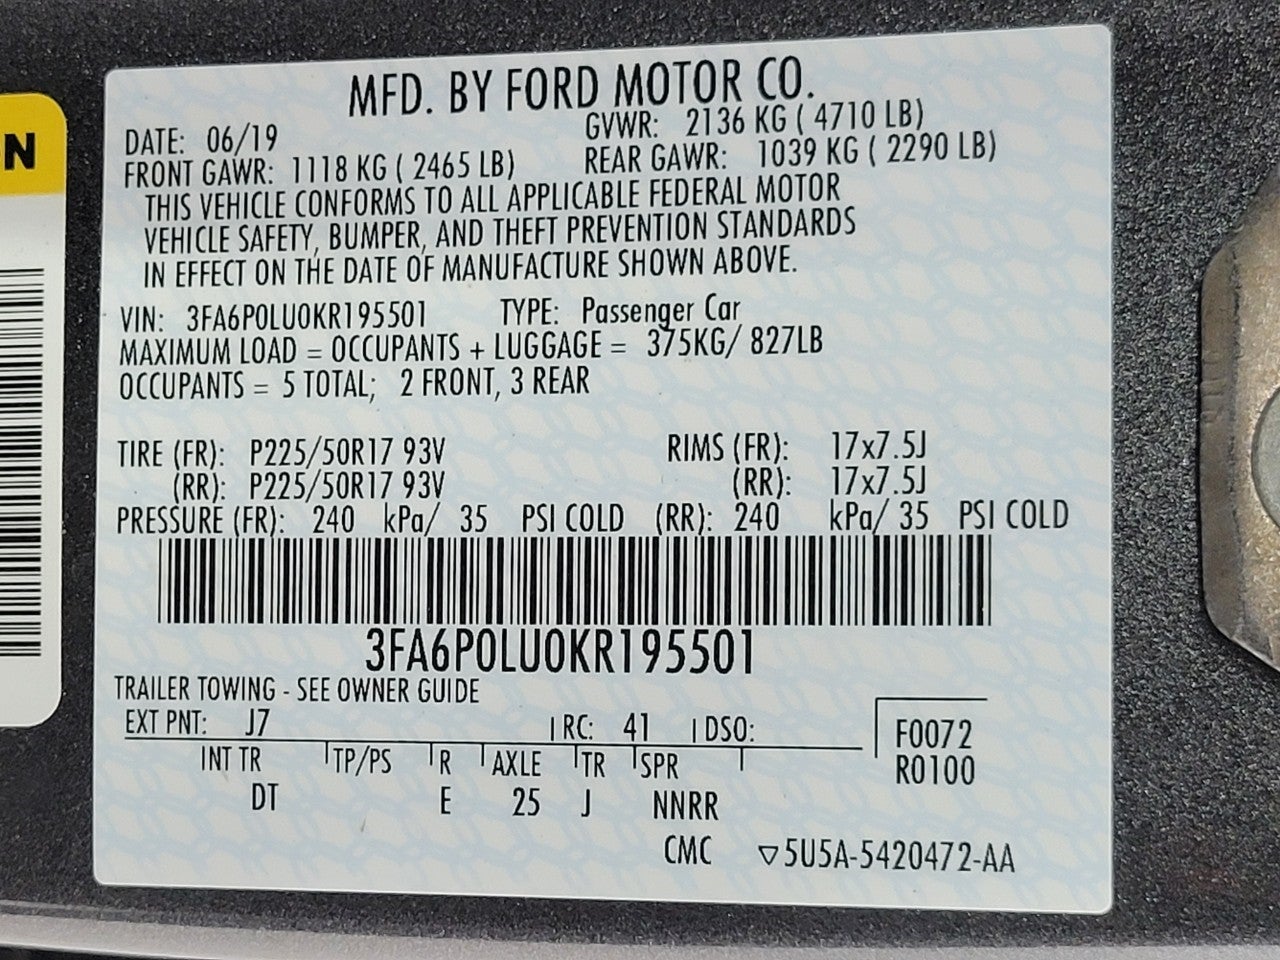 MFD. BY FORD MOTOR CO.
DATE: 06/19 GVWR: 2136 KG ( 4710 LB)
FRONT GAWR: 1118 KG ( 2465 LB) REAR GAWR: 1039 KG ( 2290 LB)
THIS VEHICLE CONFORMS TO ALL APPLICABLE FEDERAL MOTOR
VEHICLE SAFETY, BUMPER, AND THEFT PREVENTION STANDARDS
IN EFFECT ON THE DATE OF MANUFACTURE SHOWN ABOVE.
VIN: 3FA6P0LU0KR195501 TYPE: Passenger Car
MAXIMUM LOAD = OCCUPANTS + LUGGAGE = 375KG/ 827LB
OCCUPANTS = 5 TOTAL; 2 FRONT, 3 REAR
TIRE (FR): P225/50R17 93V RIMS (FR): 17x7.5J
(RR): P225/50R17 93V (RR): 17x7.5J
PRESSURE (FR): 240 kPa/ 35 PSI COLD (RR): 240 kPa/ 35 PSI COLD
3FA6P0LU0KR195501
TRAILER TOWING - SEE OWNER GUIDE
EXT PNT: J7 RC: 41 DSO: F0072
INT TR TP/PS R AXLE TR SPR R0100
DT E 25 J NNRR
CMC ▽5U5A-5420472-AA
N